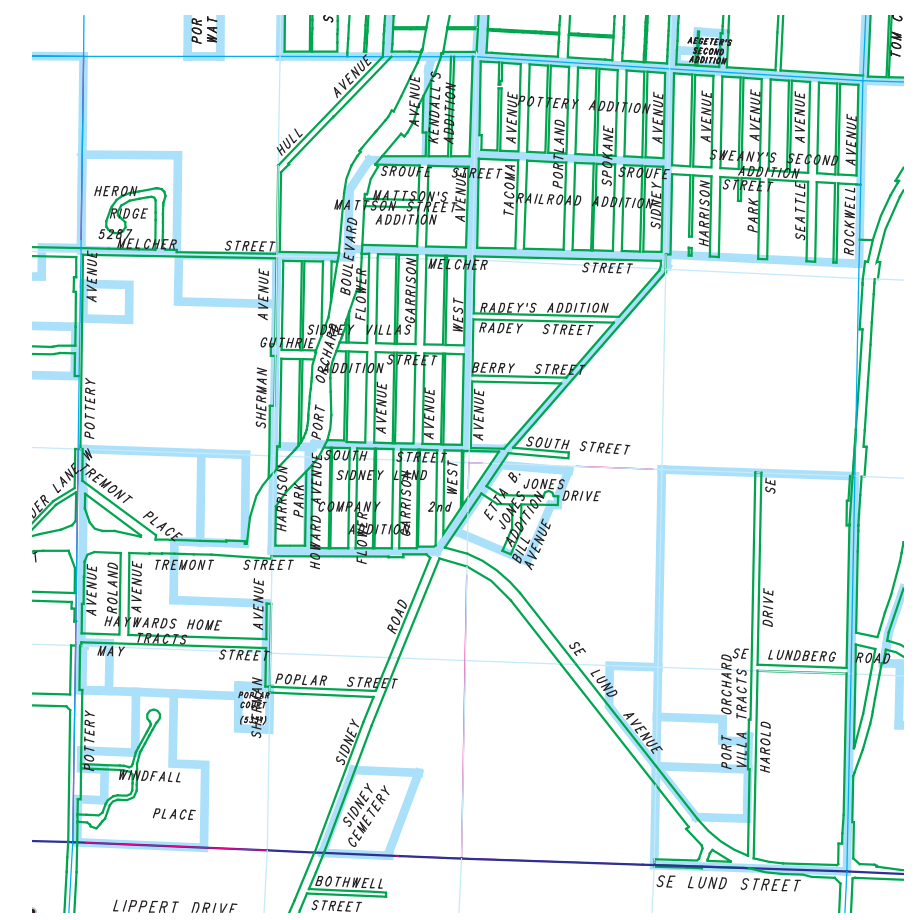 POR
WAT
S
AEGETER'S
SECOND
ADDITION
TOM C
HULL AVENUE
AVENUE
KENDALL'S
ADDITION
POTTERY ADDITION
TACOMA AVENUE
PORTLAND
SPOKANE
SIDNEY AVENUE
HARRISON AVENUE
PARK AVENUE
SEATTLE AVENUE
ROCKWELL AVENUE
SROUFE STREET
SROUFE STREET
SWEANY'S SECOND
ADDITION
MATTSON'S
MATTSON STREET
ADDITION
RAILROAD ADDITION
HERON
RIDGE
5287
MELCHER STREET
MELCHER STREET
POTTERY AVENUE
SHERMAN AVENUE
PORT ORCHARD BOULEVARD
FLOWER AVENUE
GARRISON AVENUE
WEST AVENUE
AVENUE
RADEY'S ADDITION
RADEY STREET
SIDNEY VILLAS
ADDITION
GUTHRIE STREET
BERRY STREET
SOUTH STREET
SOUTH STREET
SIDNEY LAND
COMPANY 2nd
ADDITION
HARRISON
PARK
HOWARD AVENUE
FLOWER
GARRISON
WEST
ETTA B.
JONES
ADDITION
JONES
DRIVE
BILL
AVENUE
W
TREMONT
PLACE
TREMONT STREET
AVENUE
ROLAND
AVENUE
AVENUE
HAYWARDS HOME
TRACTS
MAY STREET
POPLAR STREET
POPLAR
COURT
SHERMAN
POTTERY
WINDFALL
PLACE
SIDNEY ROAD
SIDNEY
CEMETERY
SE LUND AVENUE
SE
HAROLD DRIVE
SE LUNDBERG ROAD
PORT ORCHARD
VILLA TRACTS
SE LUND STREET
BOTHWELL
STREET
LIPPERT DRIVE